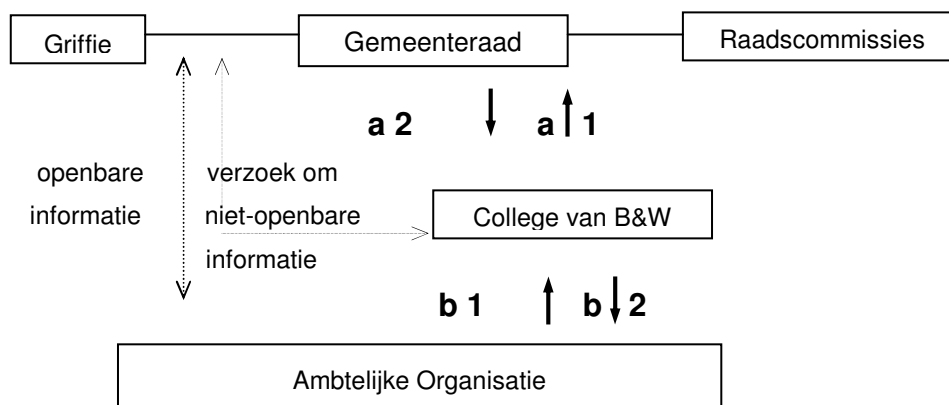 Griffie
Gemeenteraad
Raadscommissies
a 2
a 1
openbare
informatie
verzoek om
niet-openbare
informatie
College van B&W
b 1
b 2
Ambtelijke Organisatie